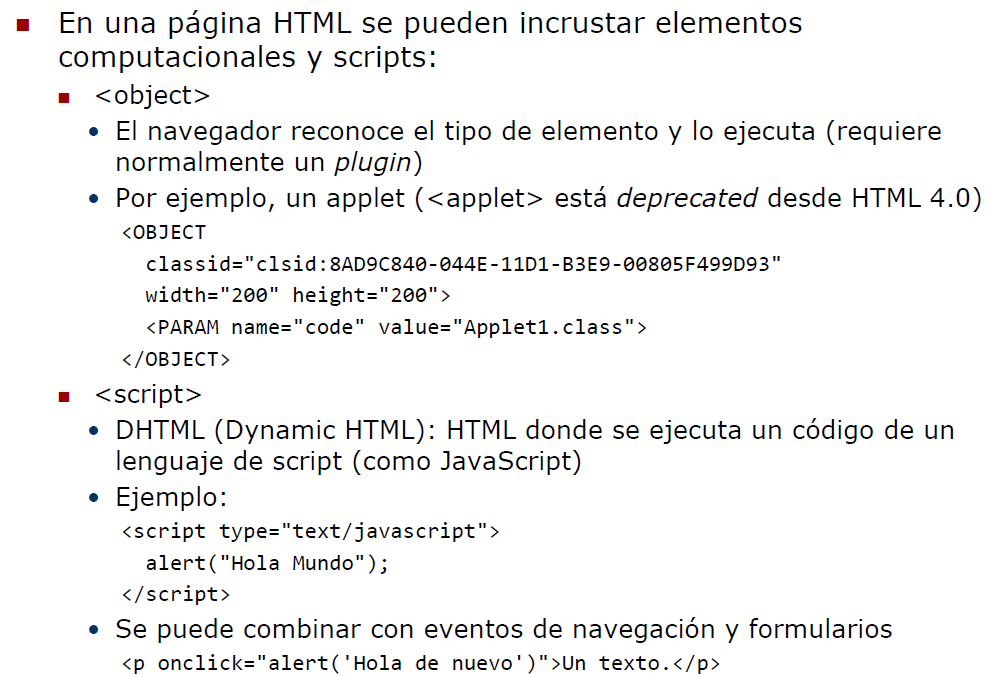 En una página HTML se pueden incrustar elementos
computacionales y scripts:
<object>
El navegador reconoce el tipo de elemento y lo ejecuta (requiere
normalmente un plugin)
Por ejemplo, un applet (<applet> está deprecated desde HTML 4.0)
<OBJECT
classid="clsid:8AD9C840-044E-11D1-B3E9-00805F499D93"
width="200" height="200">
<PARAM name="code" value="Applet1.class">
</OBJECT>
<script>
DHTML (Dynamic HTML): HTML donde se ejecuta un código de un
lenguaje de script (como JavaScript)
Ejemplo:
<script type="text/javascript">
alert("Hola Mundo");
</script>
Se puede combinar con eventos de navegación y formularios
<p onclick="alert('Hola de nuevo')">Un texto.</p>